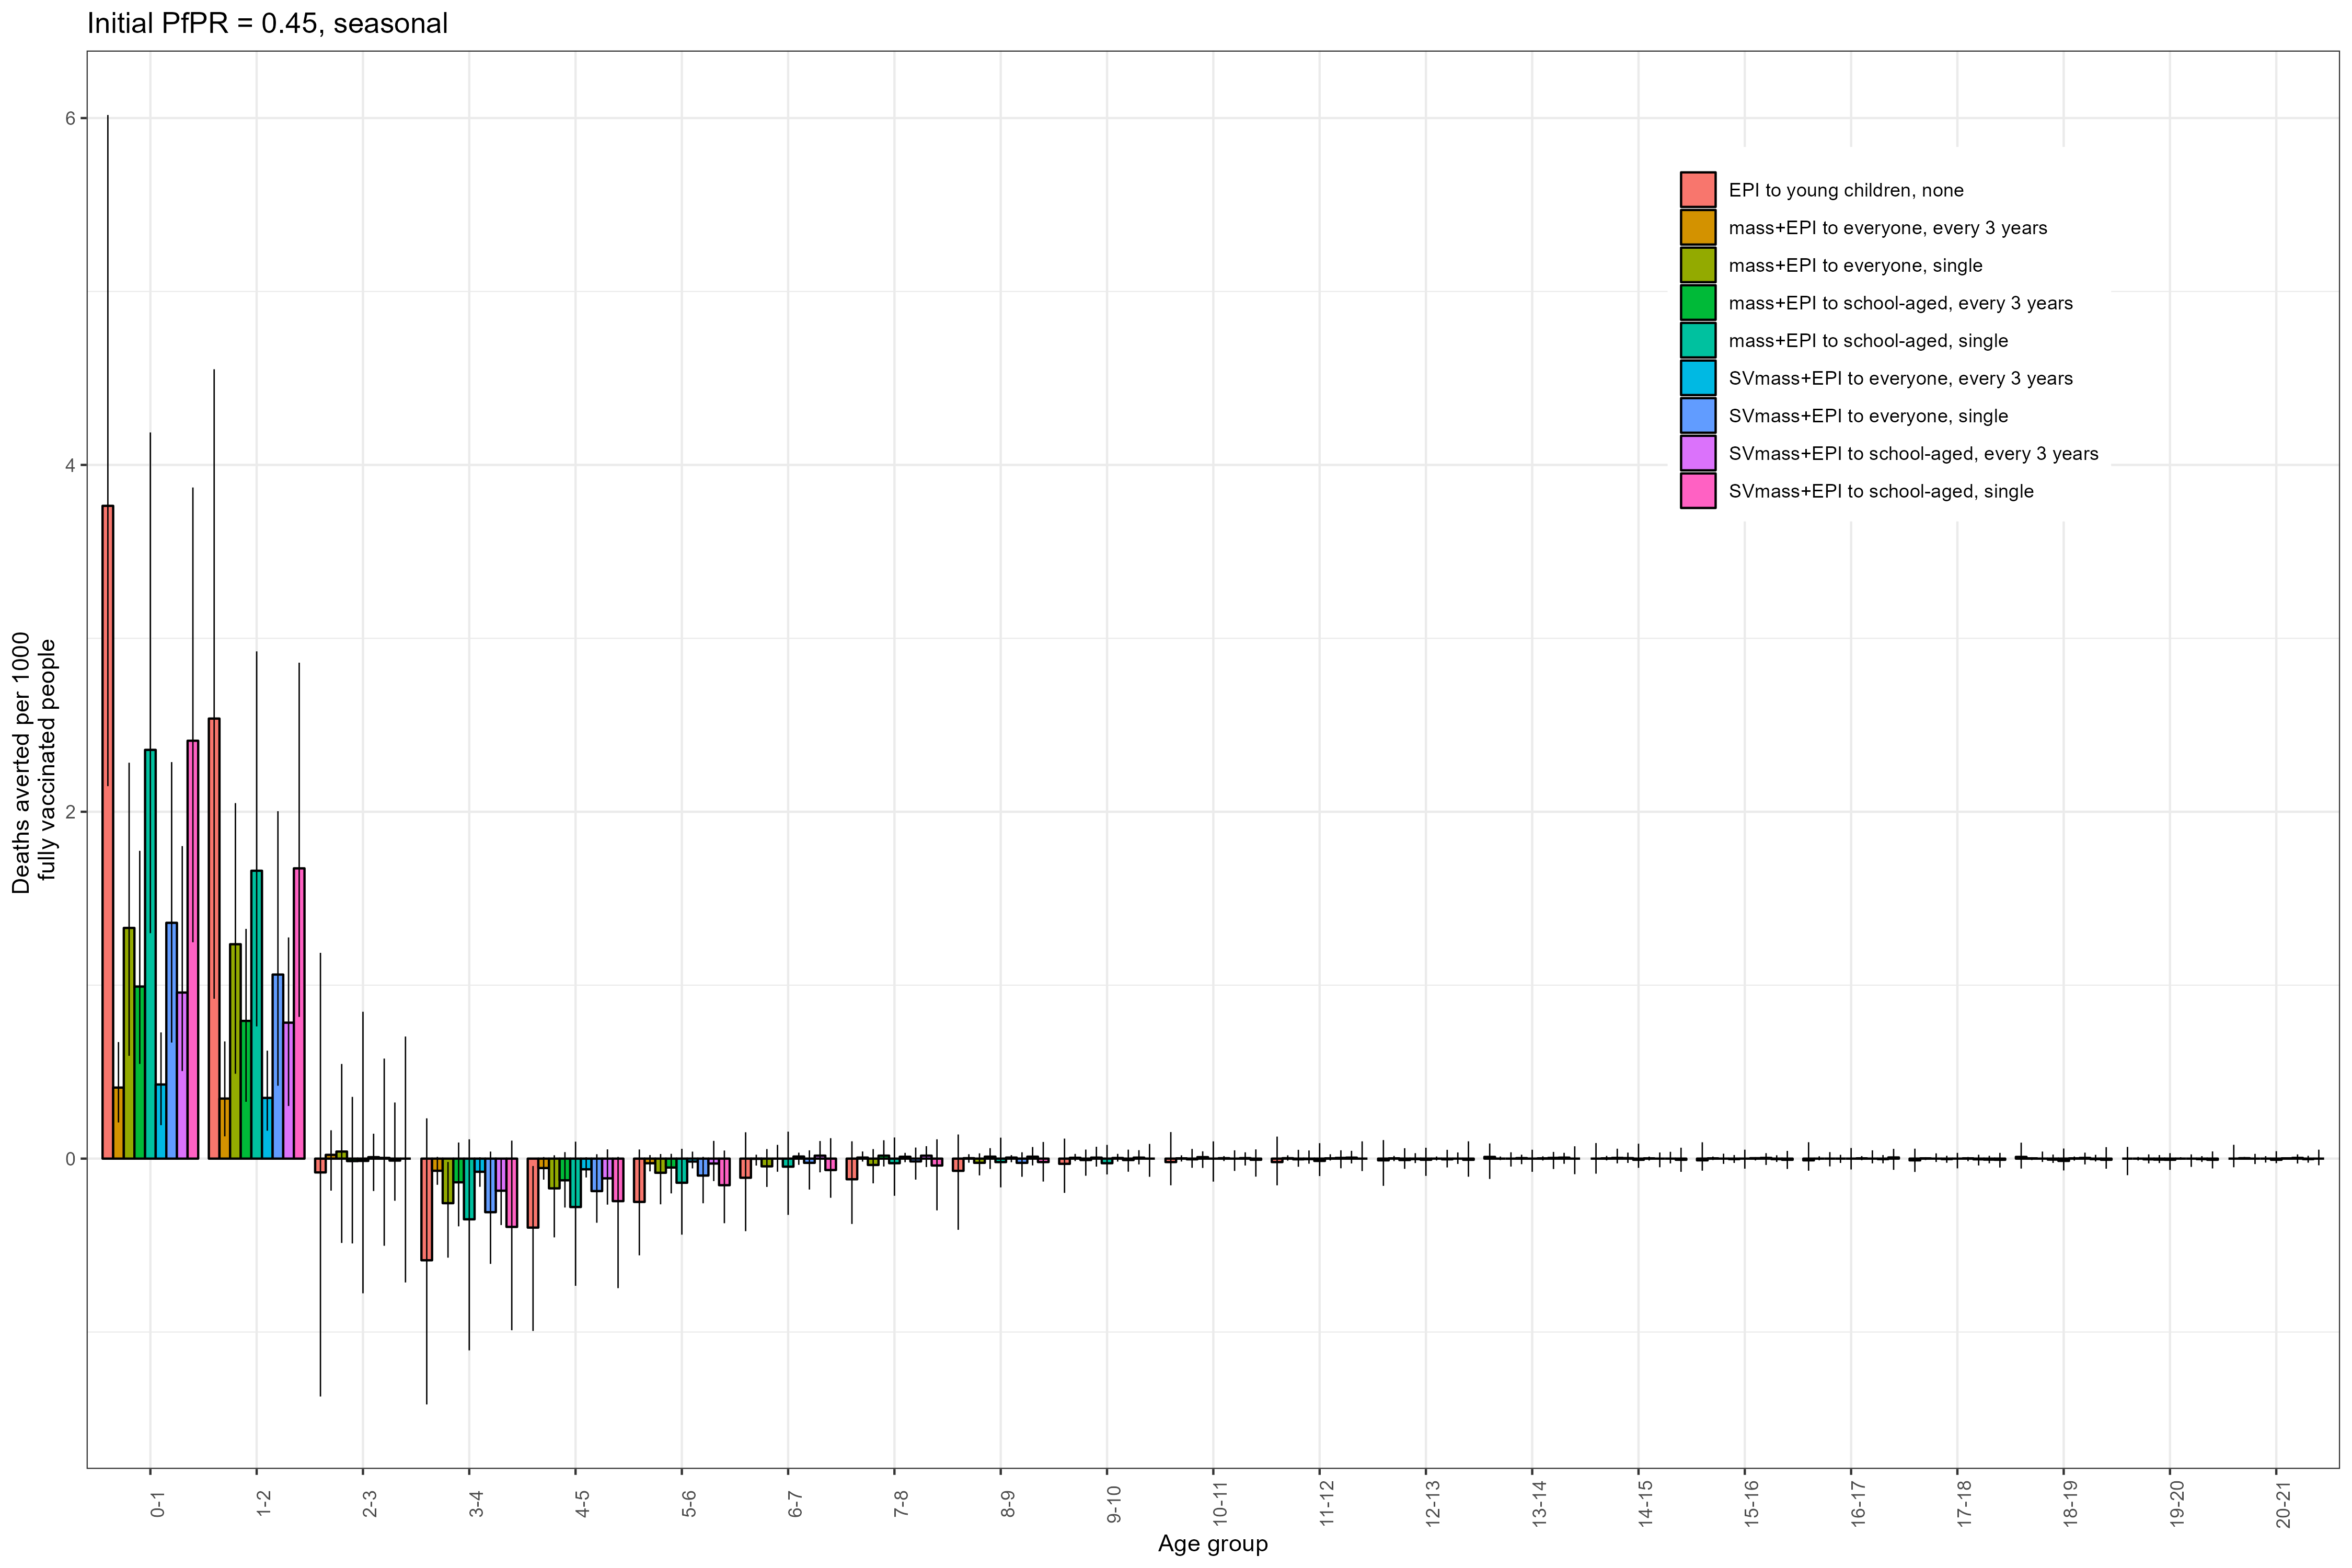 Initial PfPR = 0.45, seasonal
Deaths averted per 1000
fully vaccinated people
6
4
2
0
EPI to young children, none
mass+EPI to everyone, every 3 years
mass+EPI to everyone, single
mass+EPI to school-aged, every 3 years
mass+EPI to school-aged, single
SVmass+EPI to everyone, every 3 years
SVmass+EPI to everyone, single
SVmass+EPI to school-aged, every 3 years
SVmass+EPI to school-aged, single
0-1
1-2
2-3
3-4
4-5
5-6
6-7
7-8
8-9
9-10
10-11
11-12
12-13
13-14
14-15
15-16
16-17
17-18
18-19
19-20
20-21
Age group